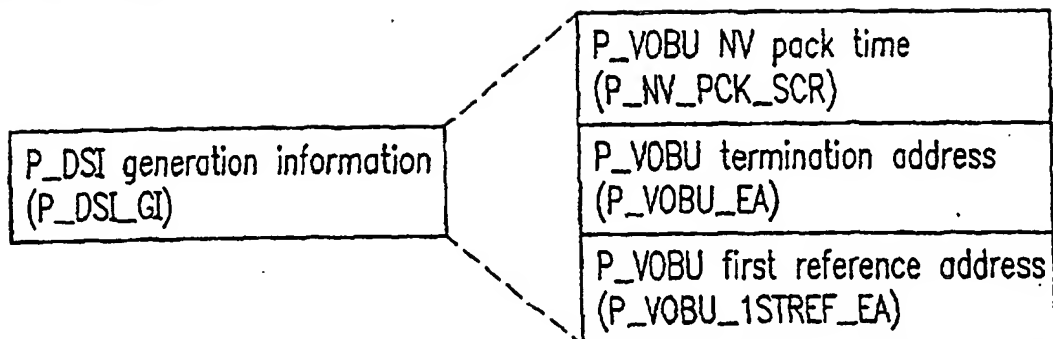 P_DSI generation information
(P_DSI_GI)
P_VOBU NV pack time
(P_NV_PCK_SCR)
P_VOBU termination address
(P_VOBU_EA)
P_VOBU first reference address
(P_VOBU_1STREF_EA)